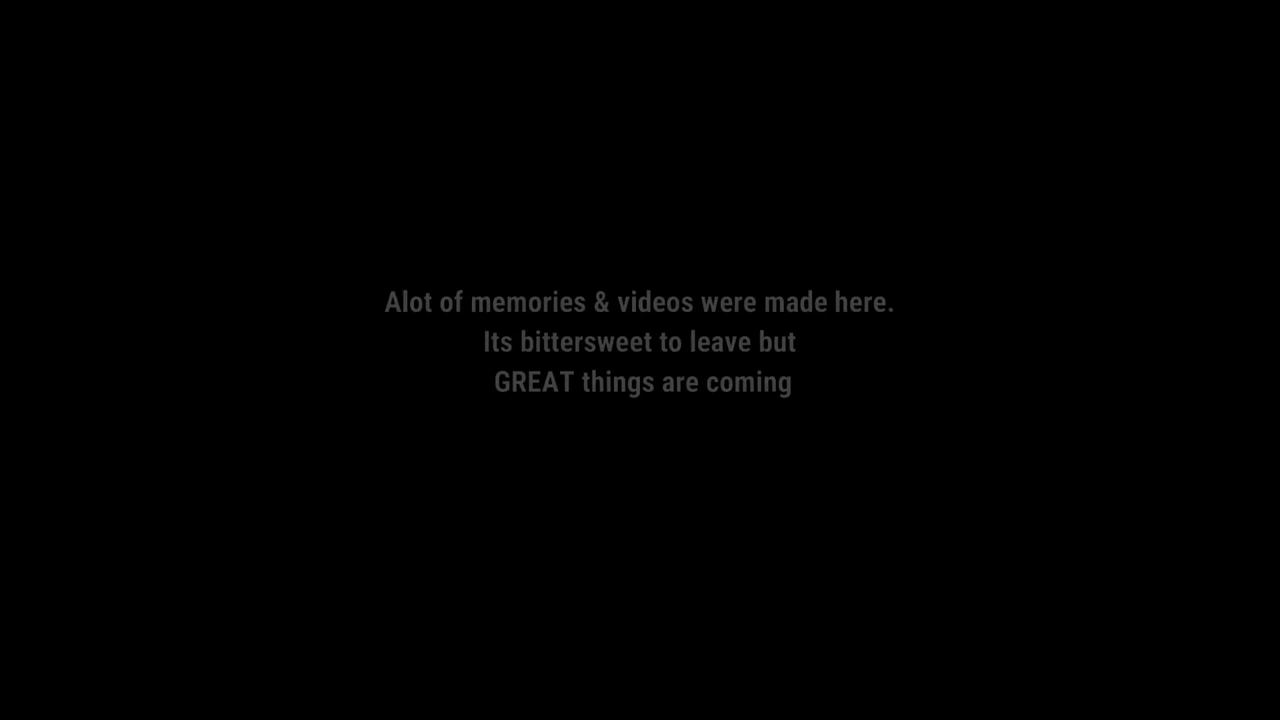 Alot of memories & videos were made here.
Its bittersweet to leave but
GREAT things are coming